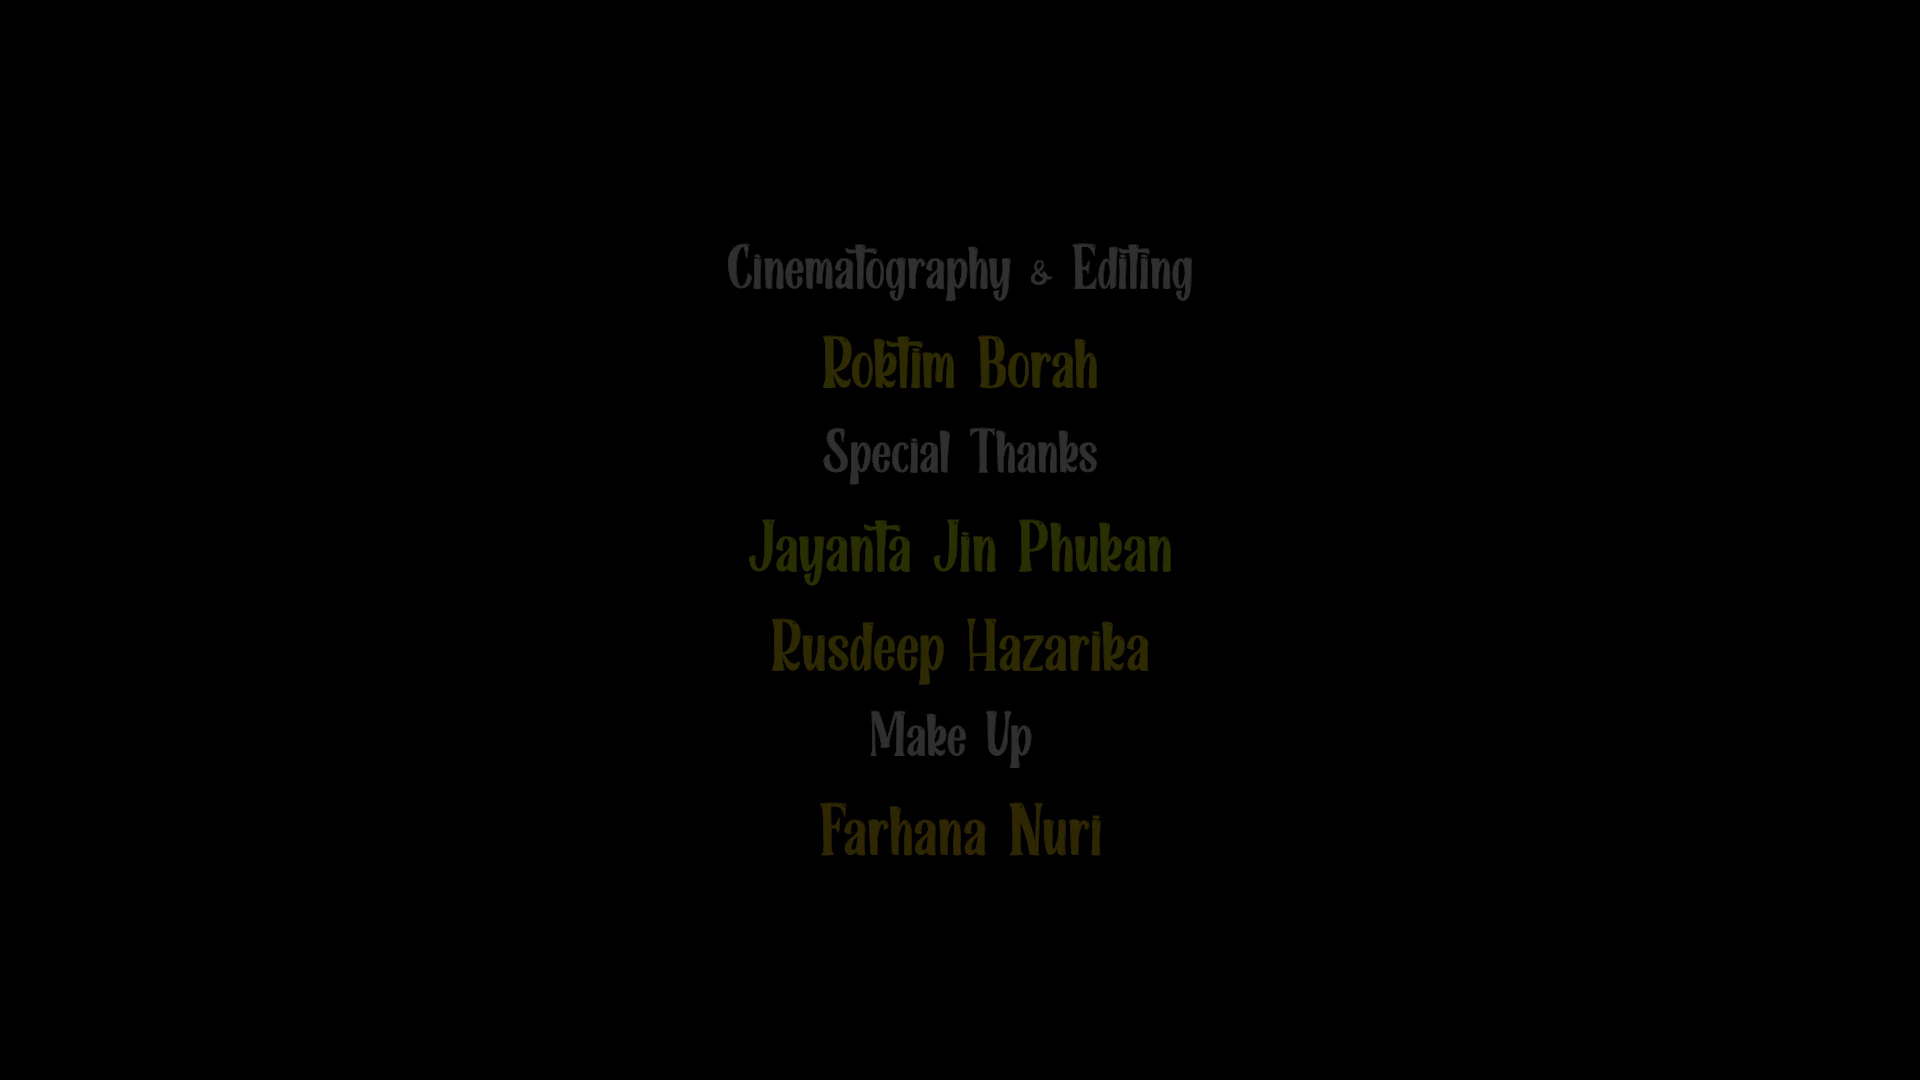 Cinematography & Editing
Roktim Borah
Special Thanks
Jayanta Jin Phukan
Rusdeep Hazarika
Make Up
Farhana Nuri